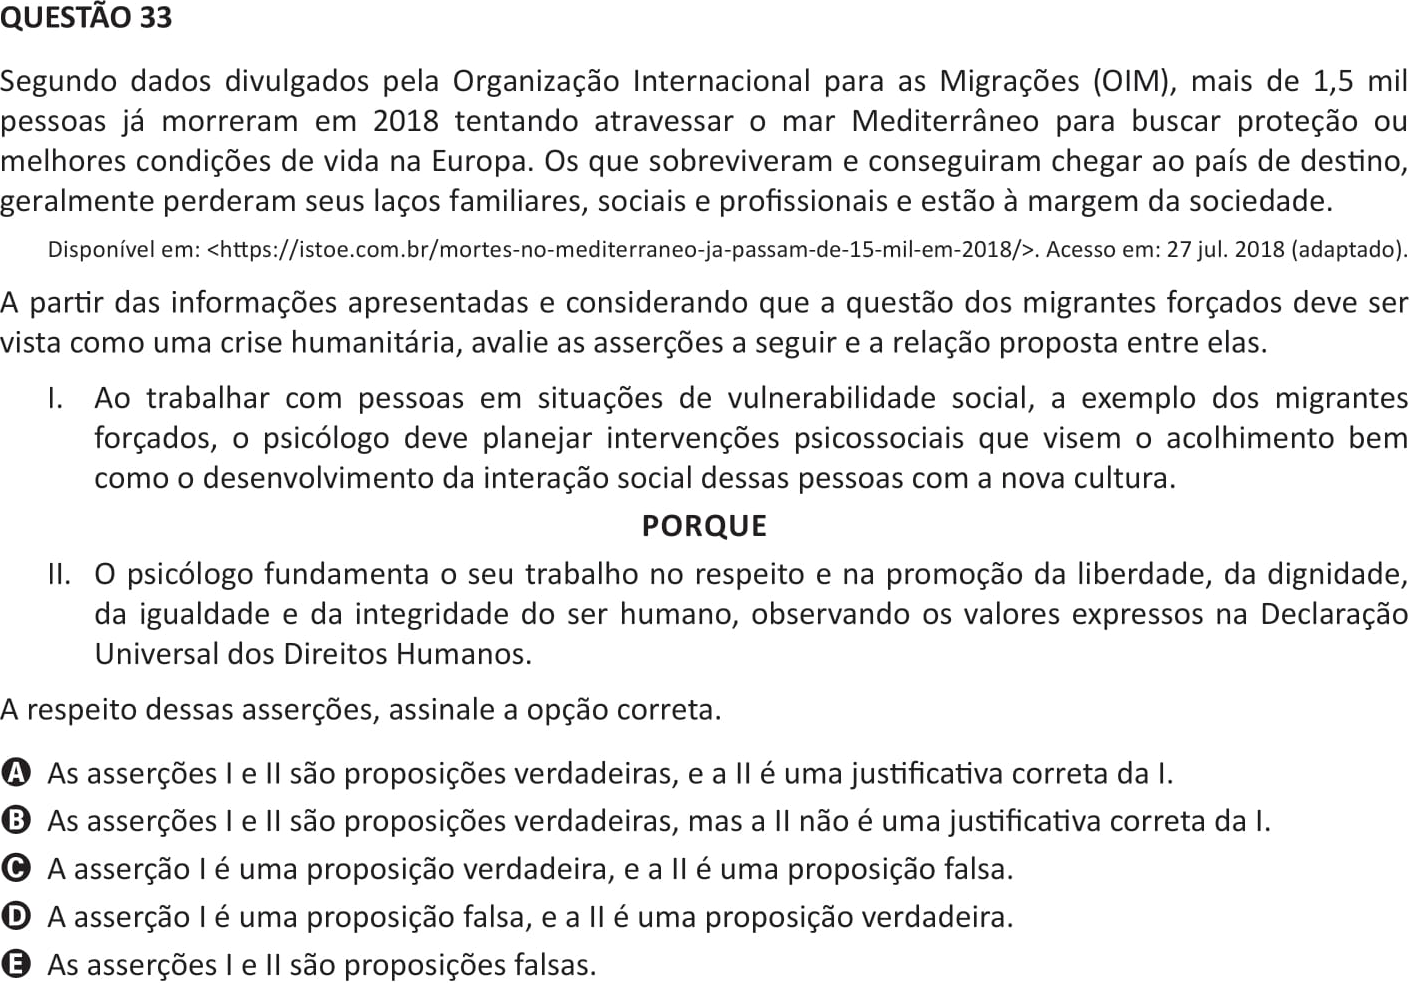 QUESTÃO 33
Segundo dados divulgados pela Organização Internacional para as Migrações (OIM), mais de 1,5 mil
pessoas já morreram em 2018 tentando atravessar o mar Mediterrâneo para buscar proteção ou
melhores condições de vida na Europa. Os que sobreviveram e conseguiram chegar ao país de destino,
geralmente perderam seus laços familiares, sociais e profissionais e estão à margem da sociedade.
Disponível em: <https://istoe.com.br/mortes-no-mediterraneo-ja-passam-de-15-mil-em-2018/>. Acesso em: 27 jul. 2018 (adaptado).
A partir das informações apresentadas e considerando que a questão dos migrantes forçados deve ser
vista como uma crise humanitária, avalie as asserções a seguir e a relação proposta entre elas.
I. Ao trabalhar com pessoas em situações de vulnerabilidade social, a exemplo dos migrantes
forçados, o psicólogo deve planejar intervenções psicossociais que visem o acolhimento bem
como o desenvolvimento da interação social dessas pessoas com a nova cultura.
PORQUE
II. O psicólogo fundamenta o seu trabalho no respeito e na promoção da liberdade, da dignidade,
da igualdade e da integridade do ser humano, observando os valores expressos na Declaração
Universal dos Direitos Humanos.
A respeito dessas asserções, assinale a opção correta.
A As asserções I e II são proposições verdadeiras, e a II é uma justificativa correta da I.
B As asserções I e II são proposições verdadeiras, mas a II não é uma justificativa correta da I.
C A asserção I é uma proposição verdadeira, e a II é uma proposição falsa.
D A asserção I é uma proposição falsa, e a II é uma proposição verdadeira.
E As asserções I e II são proposições falsas.